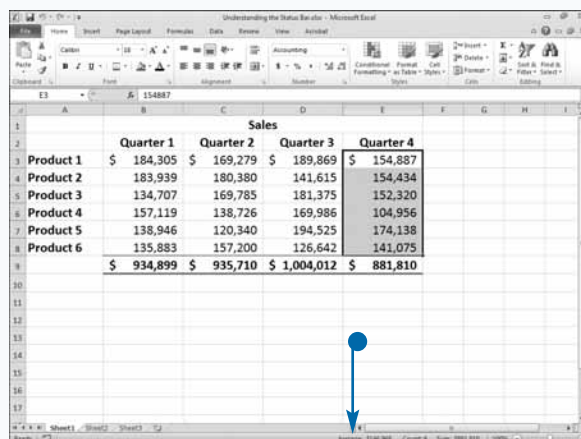 Understanding the Status Bar.xlsx - Microsoft Excel
File Home Insert Page Layout Formulas Data Review View Acrobat
Calibri 18 Accounting Insert
Paste Conditional Format Cell Delete Sort & Find &
Formatting as Table Styles Format Filter Select
Clipboard Font Alignment Number Styles Cells Editing
E3 fx 154887
A B C D E F G H I
1 Sales
2 Quarter 1 Quarter 2 Quarter 3 Quarter 4
3 Product 1 $ 184,305 $ 169,279 $ 189,869 $ 154,887
4 Product 2 183,939 180,380 141,615 154,434
5 Product 3 134,707 169,785 181,375 152,320
6 Product 4 157,119 138,726 169,986 104,956
7 Product 5 138,946 120,340 194,525 174,138
8 Product 6 135,883 157,200 126,642 141,075
9 $ 934,899 $ 935,710 $ 1,004,012 $ 881,810
10
11
12
13
14
15
16
17
Sheet1 Sheet2 Sheet3